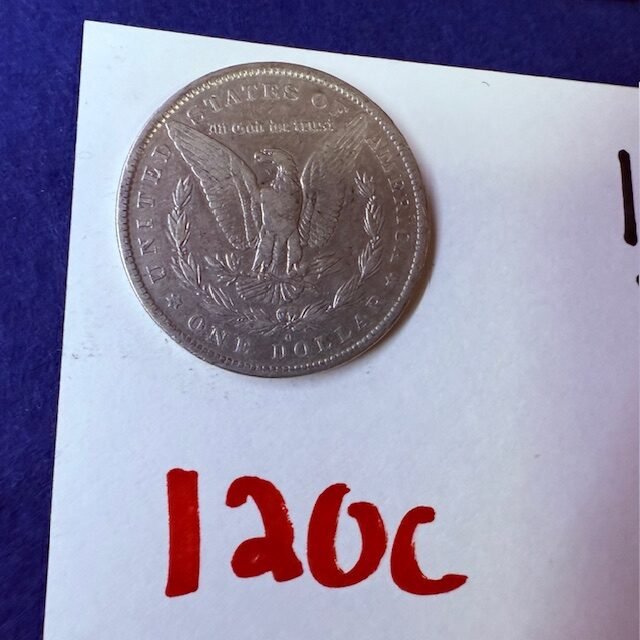 UNITED STATES OF AMERICA
In God we trust
ONE DOLLAR
O
120C